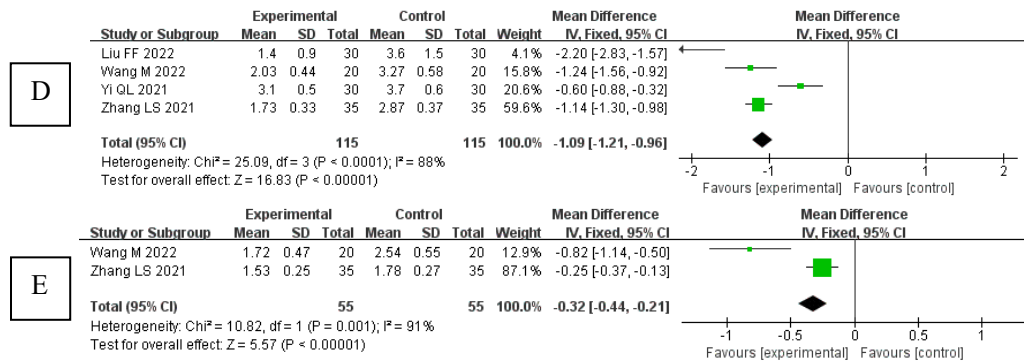 Experimental Control Mean Difference Mean Difference
Study or Subgroup Mean SD Total Mean SD Total Weight IV, Fixed, 95% CI IV, Fixed, 95% CI
Liu FF 2022 1.4 0.9 30 3.6 1.5 30 4.1% -2.20 [-2.83, -1.57]
Wang M 2022 2.03 0.44 20 3.27 0.58 20 15.8% -1.24 [-1.56, -0.92]
D
Yi QL 2021 3.1 0.5 30 3.7 0.6 30 20.6% -0.60 [-0.88, -0.32]
Zhang LS 2021 1.73 0.33 35 2.87 0.37 35 59.6% -1.14 [-1.30, -0.98]
Total (95% CI) 115 115 100.0% -1.09 [-1.21, -0.96]
Heterogeneity: Chi² = 25.09, df = 3 (P < 0.0001); I² = 88%
-2 -1 0 1 2
Test for overall effect: Z = 16.83 (P < 0.00001)
Favours [experimental] Favours [control]
Experimental Control Mean Difference Mean Difference
Study or Subgroup Mean SD Total Mean SD Total Weight IV, Fixed, 95% CI IV, Fixed, 95% CI
Wang M 2022 1.72 0.47 20 2.54 0.55 20 12.9% -0.82 [-1.14, -0.50]
Zhang LS 2021 1.53 0.25 35 1.78 0.27 35 87.1% -0.25 [-0.37, -0.13]
E
Total (95% CI) 55 55 100.0% -0.32 [-0.44, -0.21]
Heterogeneity: Chi² = 10.82, df = 1 (P = 0.001); I² = 91%
-1 -0.5 0 0.5 1
Test for overall effect: Z = 5.57 (P < 0.00001)
Favours [experimental] Favours [control]